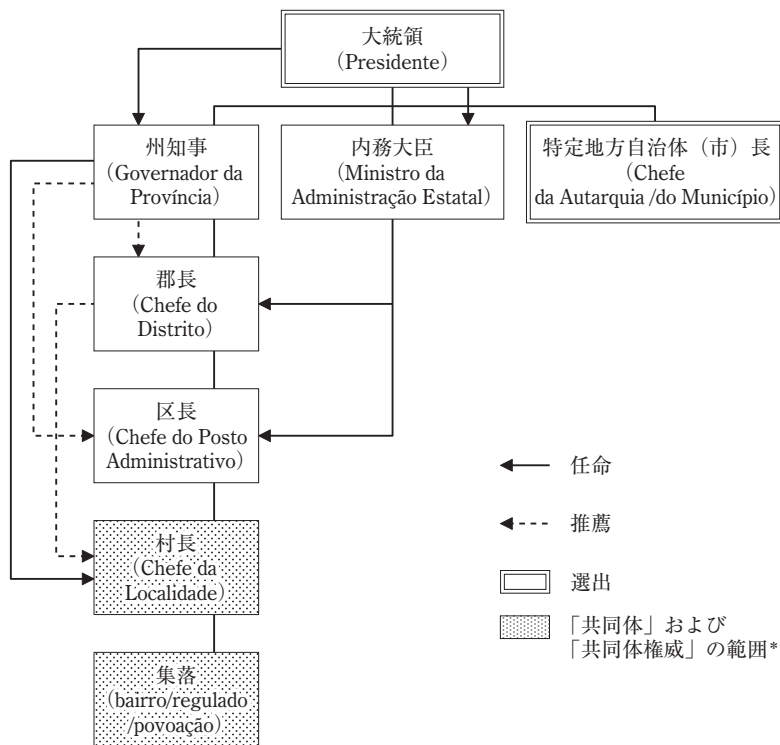 大統領
(Presidente)
州知事
(Governador da
Província)
内務大臣
(Ministro da
Administração Estatal)
特定地方自治体(市)長
(Chefe
da Autarquia /do Município)
郡長
(Chefe do
Distrito)
区長
(Chefe do Posto
Administrativo)
村長
(Chefe da
Localidade)
集落
(bairro/regulado
/povoação)
任命
推薦
選出
「共同体」および
「共同体権威」の範囲*